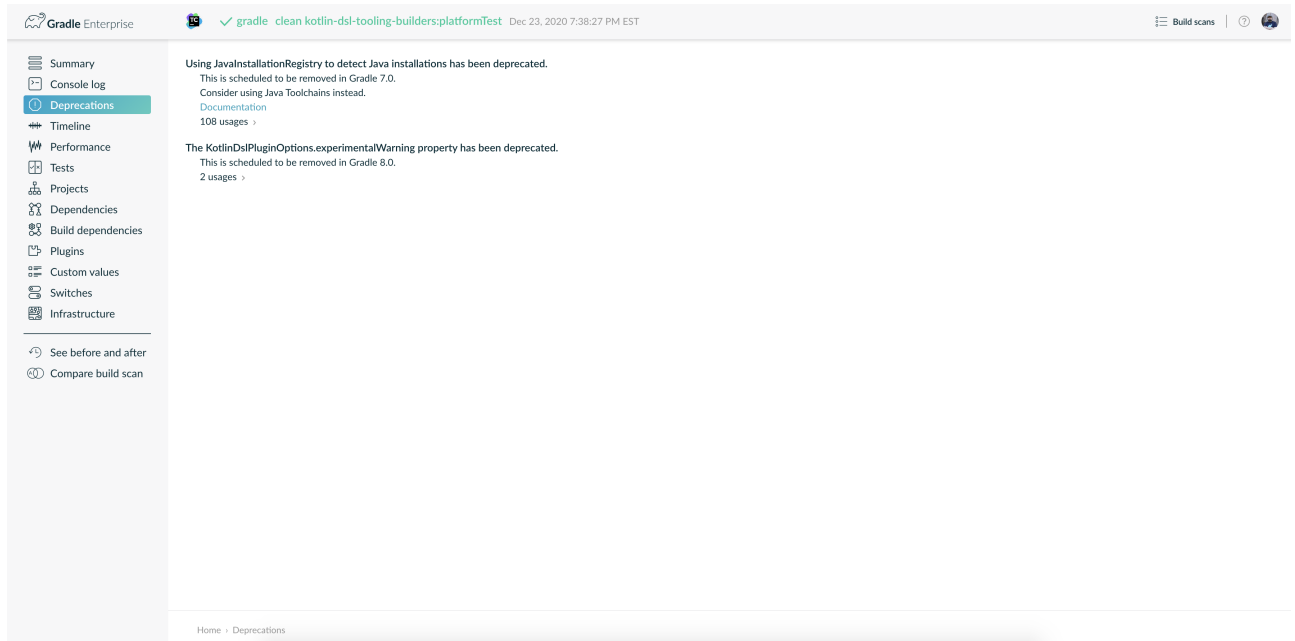 Gradle Enterprise
TC gradle clean kotlin-dsl-tooling-builders:platformTest Dec 23, 2020 7:38:27 PM EST
Build scans
?
Summary
Console log
Deprecations
Timeline
Performance
Tests
Projects
Dependencies
Build dependencies
Plugins
Custom values
Switches
Infrastructure
See before and after
Compare build scan
Using JavaInstallationRegistry to detect Java installations has been deprecated.
This is scheduled to be removed in Gradle 7.0.
Consider using Java Toolchains instead.
Documentation
108 usages ›
The KotlinDslPluginOptions.experimentalWarning property has been deprecated.
This is scheduled to be removed in Gradle 8.0.
2 usages ›
Home › Deprecations